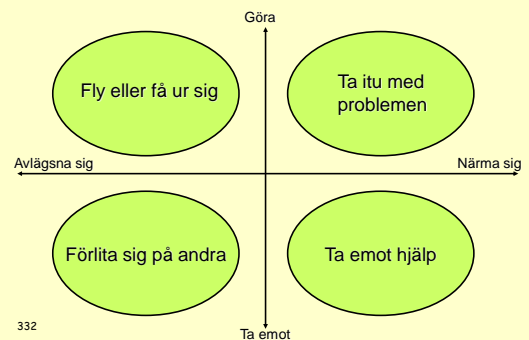 Göra
Fly eller få ur sig
Ta itu med
problemen
Avlägsna sig
Närma sig
Förlita sig på andra
Ta emot hjälp
332
Ta emot